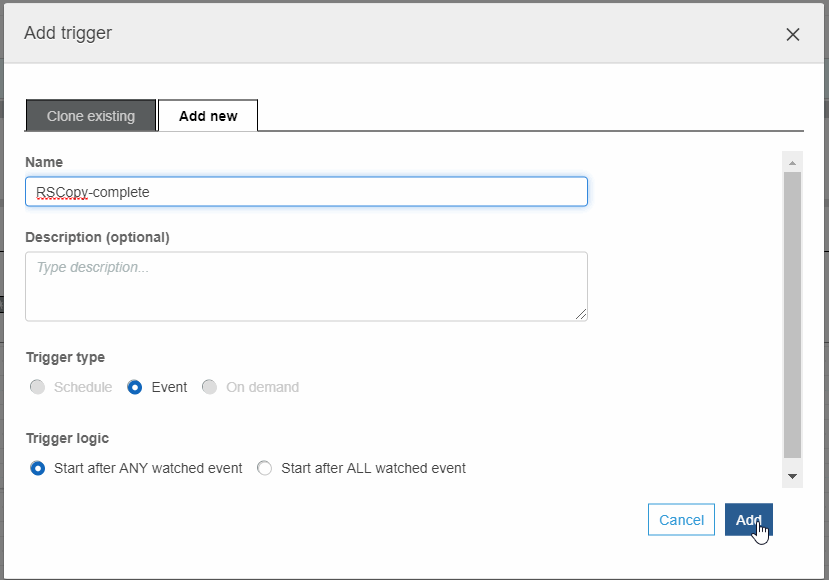 Add trigger
Clone existing
Add new
Name
RSCopy-complete
Description (optional)
Type description...
Trigger type
Schedule Event On demand
Trigger logic
Start after ANY watched event Start after ALL watched event
Cancel Add